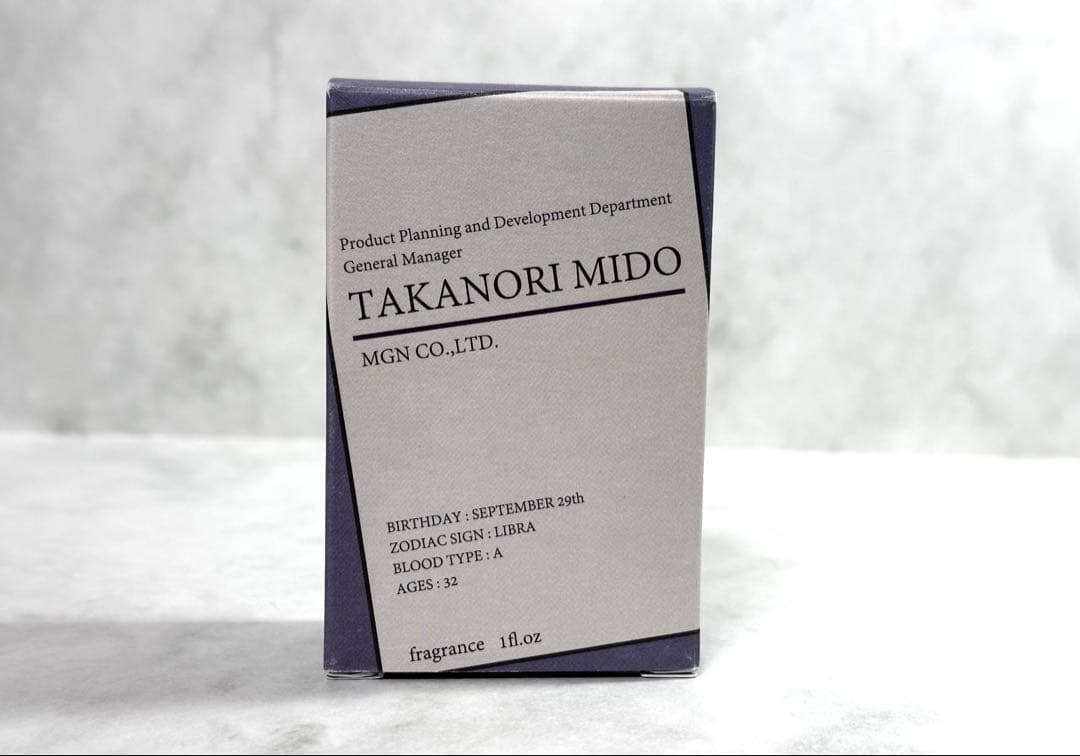 Product Planning and Development Department
General Manager
TAKANORI MIDO
MGN CO.,LTD.
BIRTHDAY : SEPTEMBER 29th
ZODIAC SIGN : LIBRA
BLOOD TYPE : A
AGES : 32
fragrance 1fl.oz